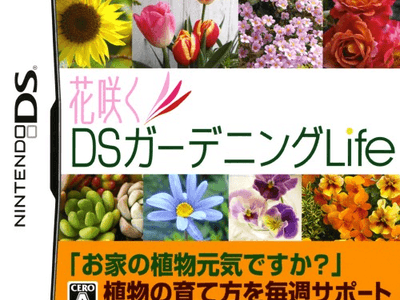 NINTENDO DS
花咲く
DSガーデニングLife
「お家の植物元気ですか?」
CERO
A
植物の育て方を毎週サポート